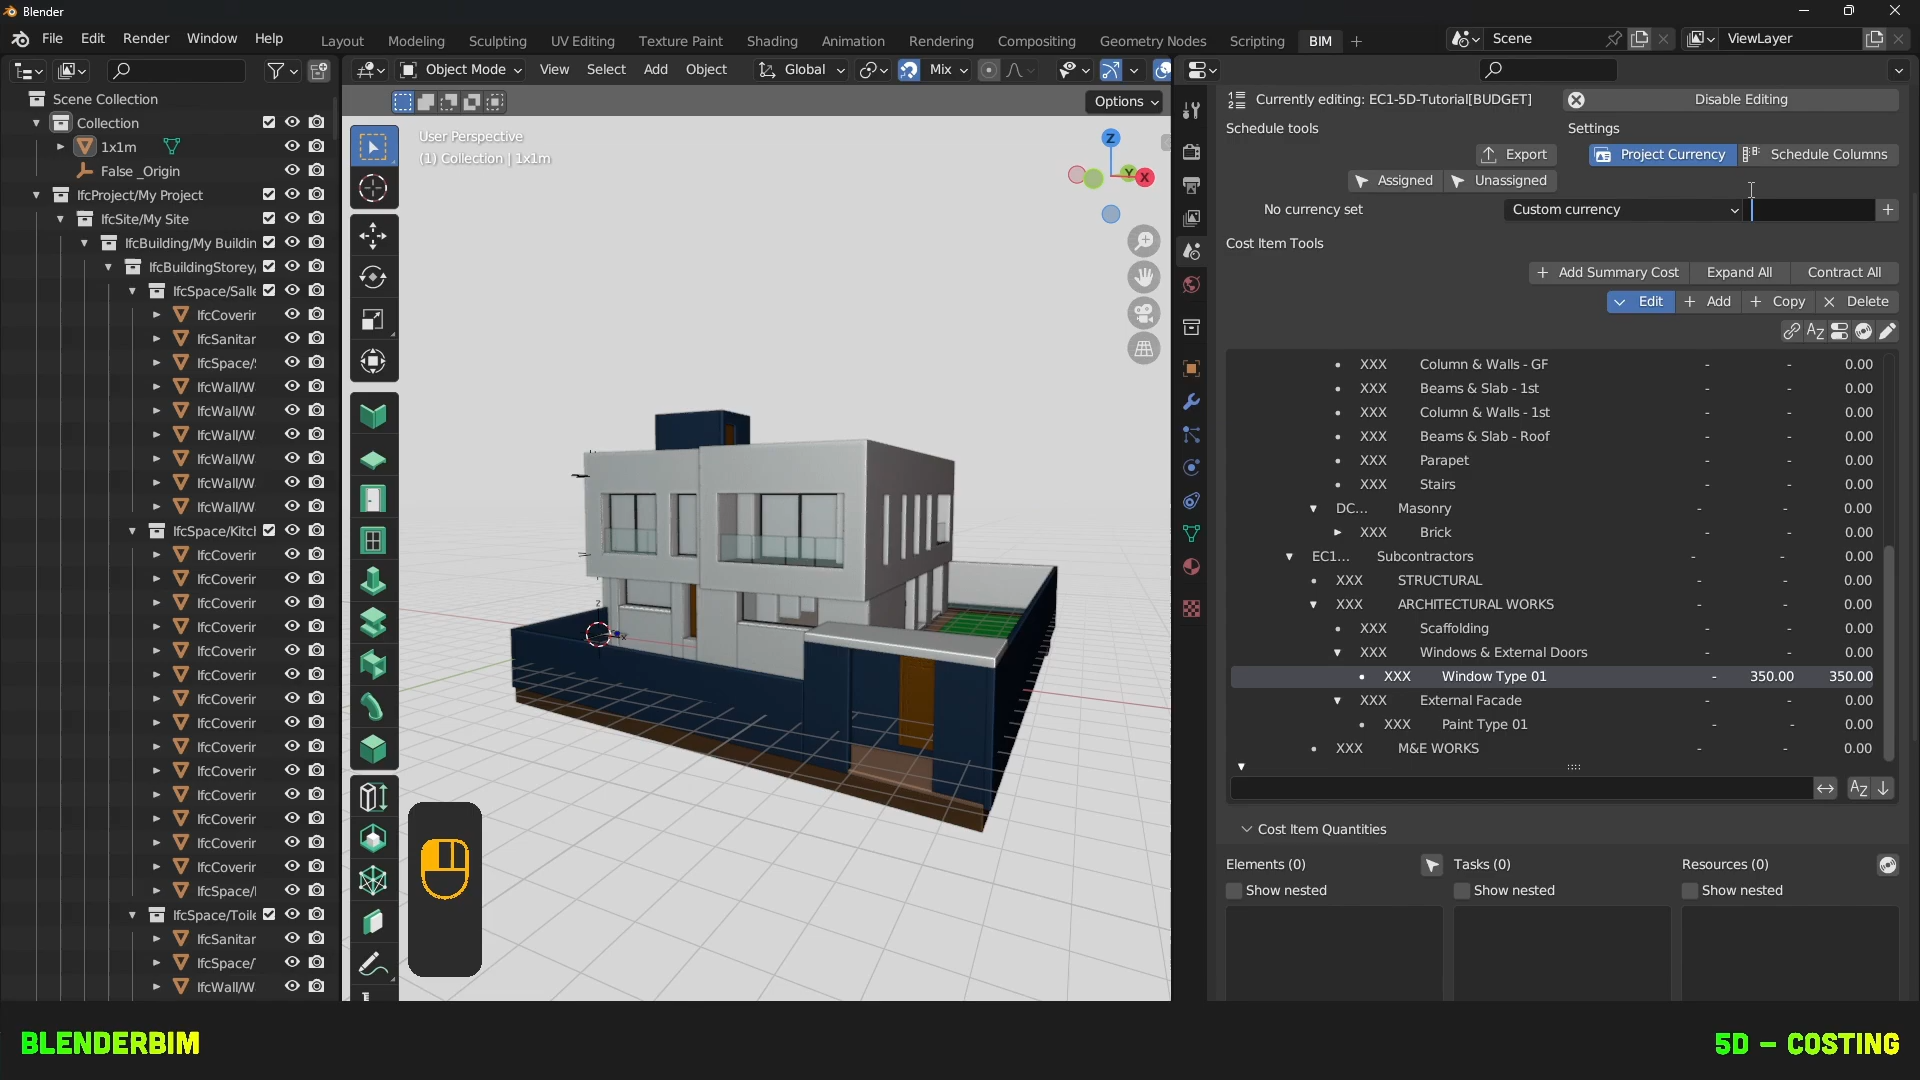 Blender
File Edit Render Window Help
Layout Modeling Sculpting UV Editing Texture Paint Shading Animation Rendering Compositing Geometry Nodes Scripting BIM
Scene
ViewLayer
Object Mode View Select Add Object Global Mix
Options
Scene Collection
Collection
1x1m
False _Origin
IfcProject/My Project
IfcSite/My Site
IfcBuilding/My Buildin
IfcBuildingStorey/
IfcSpace/Salle
IfcCoverir
IfcSanitar
IfcSpace/S
IfcWall/W
IfcWall/W
IfcWall/W
IfcWall/W
IfcWall/W
IfcWall/W
IfcSpace/Kitcl
IfcCoverir
IfcCoverir
IfcCoverir
IfcCoverir
IfcCoverir
IfcCoverir
IfcCoverir
IfcCoverir
IfcCoverir
IfcCoverir
IfcCoverir
IfcCoverir
IfcCoverir
IfcCoverir
IfcSpace/I
IfcSpace/Toile
IfcSanitar
IfcSpace/T
IfcWall/W
User Perspective
(1) Collection | 1x1m
Z
Y
X
Currently editing: EC1-5D-Tutorial[BUDGET]
Disable Editing
Schedule tools
Settings
Export
Project Currency
Schedule Columns
Assigned
Unassigned
No currency set
Custom currency
Cost Item Tools
Add Summary Cost
Expand All
Contract All
Edit
Add
Copy
Delete
XXX Column & Walls - GF - - 0.00
XXX Beams & Slab - 1st - - 0.00
XXX Column & Walls - 1st - - 0.00
XXX Beams & Slab - Roof - - 0.00
XXX Parapet - - 0.00
XXX Stairs - - 0.00
DC... Masonry - - 0.00
XXX Brick - - 0.00
EC1... Subcontractors - - 0.00
XXX STRUCTURAL - - 0.00
XXX ARCHITECTURAL WORKS - - 0.00
XXX Scaffolding - - 0.00
XXX Windows & External Doors - - 0.00
XXX Window Type 01 - 350.00 350.00
XXX External Facade - - 0.00
XXX Paint Type 01 - - 0.00
XXX M&E WORKS - - 0.00
Cost Item Quantities
Elements (0)
Tasks (0)
Resources (0)
Show nested
Show nested
Show nested
BLENDERBIM
5D - COSTING